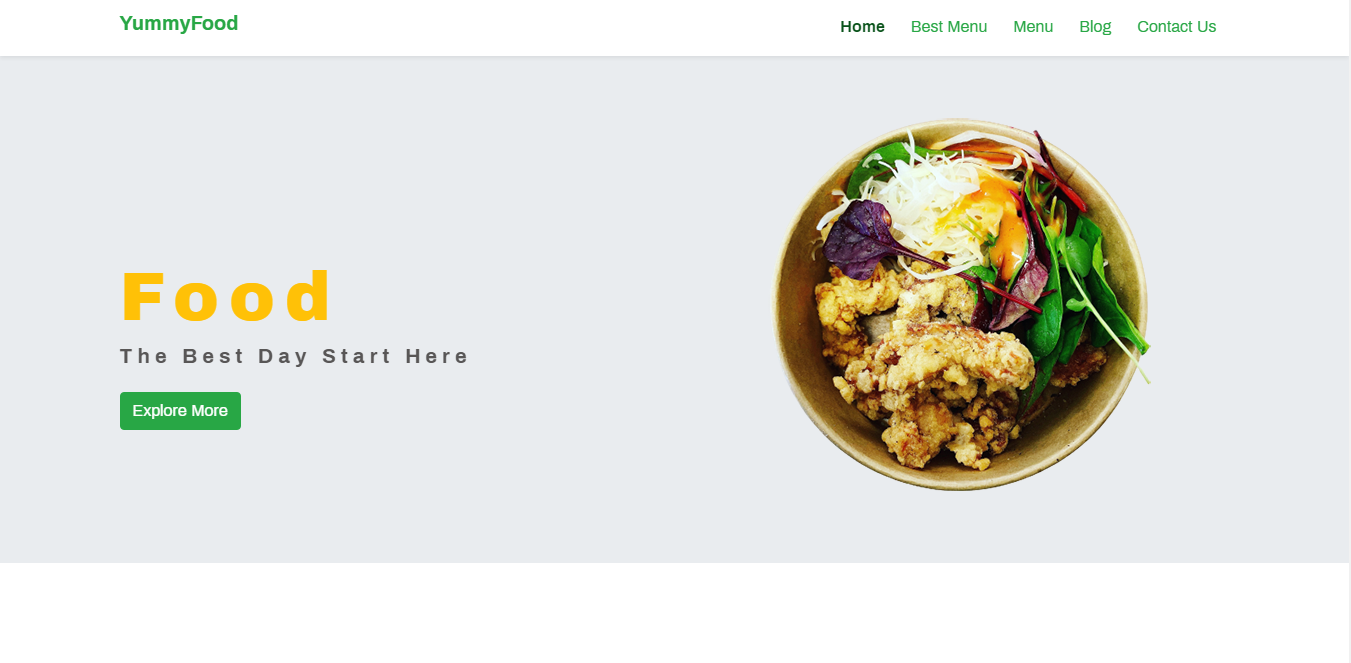 YummyFood
Home Best Menu Menu Blog Contact Us
Food
The Best Day Start Here
Explore More